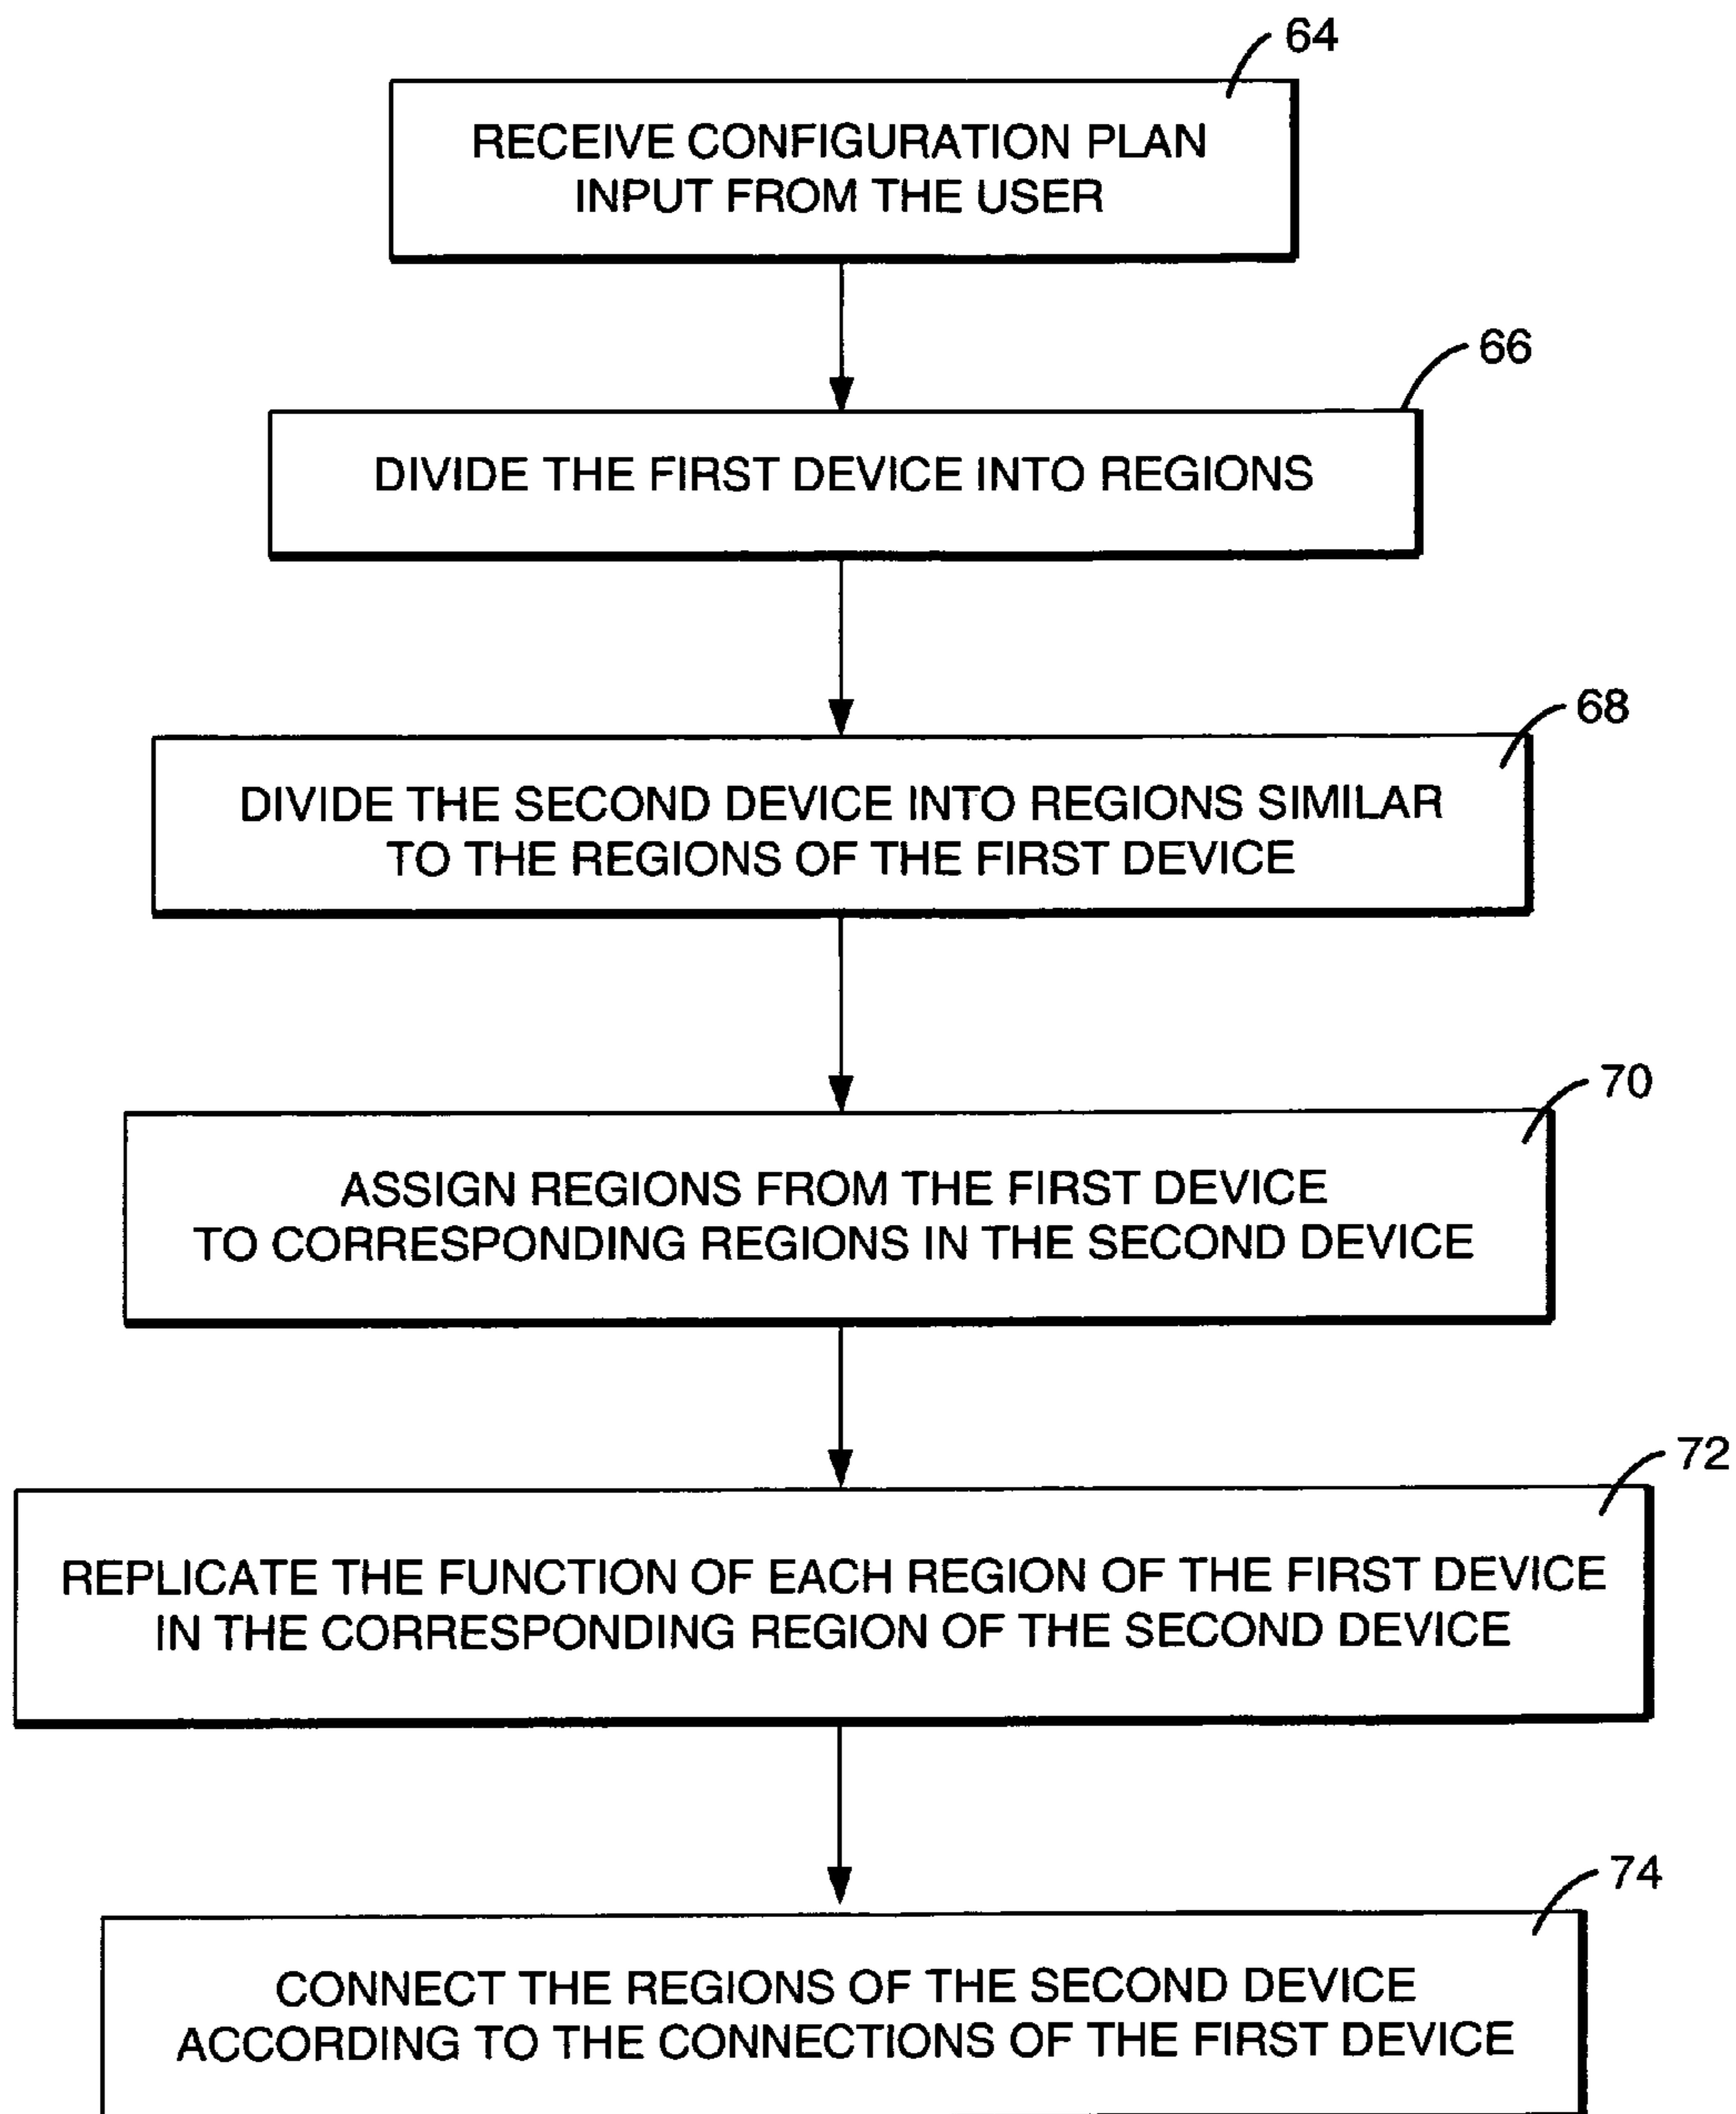 64
RECEIVE CONFIGURATION PLAN
INPUT FROM THE USER
66
DIVIDE THE FIRST DEVICE INTO REGIONS
68
DIVIDE THE SECOND DEVICE INTO REGIONS SIMILAR
TO THE REGIONS OF THE FIRST DEVICE
70
ASSIGN REGIONS FROM THE FIRST DEVICE
TO CORRESPONDING REGIONS IN THE SECOND DEVICE
72
REPLICATE THE FUNCTION OF EACH REGION OF THE FIRST DEVICE
IN THE CORRESPONDING REGION OF THE SECOND DEVICE
74
CONNECT THE REGIONS OF THE SECOND DEVICE
ACCORDING TO THE CONNECTIONS OF THE FIRST DEVICE